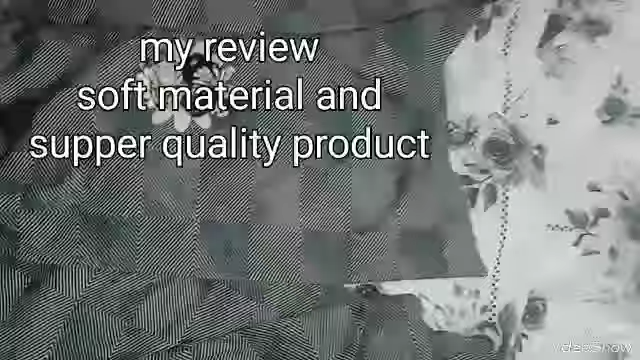 my review
soft material and
supper quality product